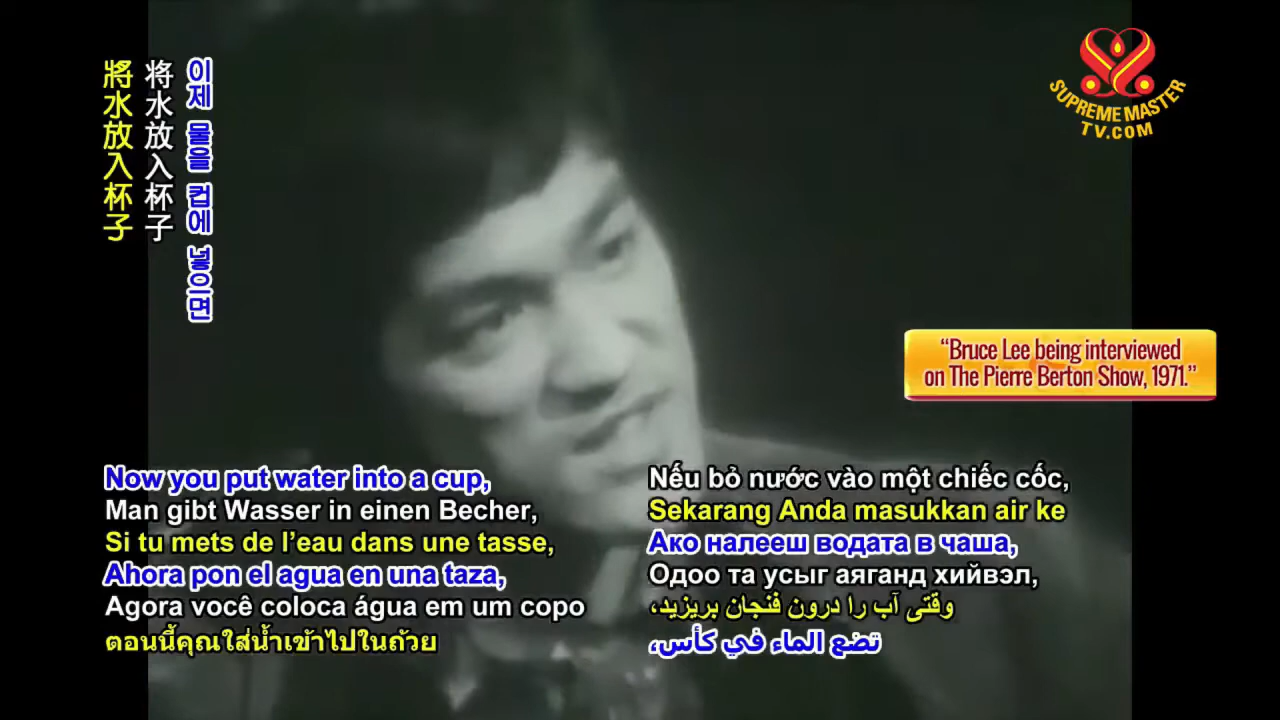 將水放入杯子
将水放入杯子
이제 물을 컵에 넣으면
SUPREME MASTER
TV.COM
“Bruce Lee being interviewed
on The Pierre Berton Show, 1971.”
Now you put water into a cup,
Man gibt Wasser in einen Becher,
Si tu mets de l’eau dans une tasse,
Ahora pon el agua en una taza,
Agora você coloca água em um copo
ตอนนี้คุณใส่น้ำเข้าไปในถ้วย
Nếu bỏ nước vào một chiếc cốc,
Sekarang Anda masukkan air ke
Ако налееш водата в чаша,
Одоо та усыг аяганд хийвэл,
وقتی آب را درون فنجان بریزید،
تضع الماء في كأس،